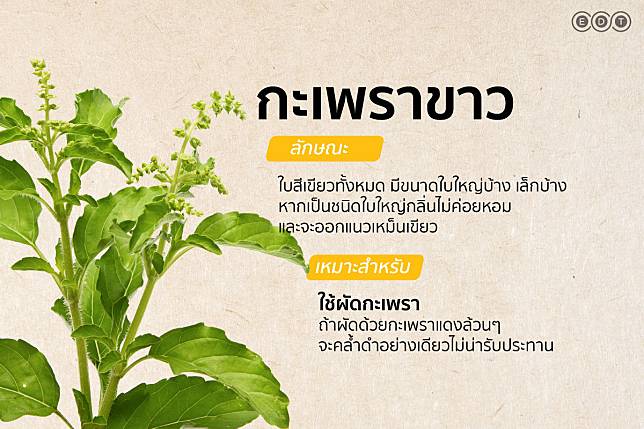 EDT
กะเพราขาว
ลักษณะ
ใบสีเขียวทั้งหมด มีขนาดใบใหญ่บ้าง เล็กบ้าง
หากเป็นชนิดใบใหญ่กลิ่นไม่ค่อยหอม
และจะออกแนวเหม็นเขียว
เหมาะสำหรับ
ใช้ผัดกะเพรา
ถ้าผัดด้วยกะเพราแดงล้วนๆ
จะคล้ำดำอย่างเดียวไม่น่ารับประทาน